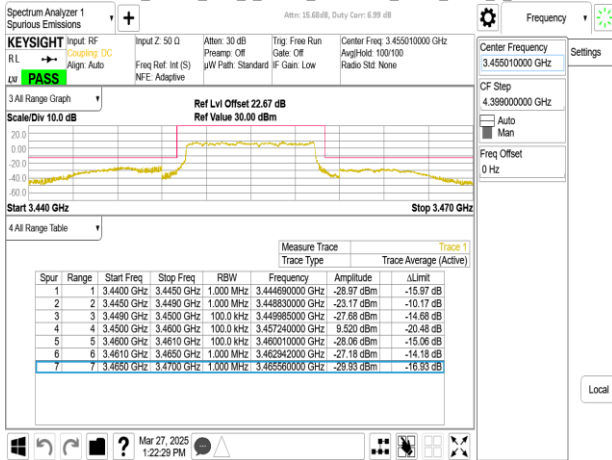 Spectrum Analyzer 1
Spurious Emissions
Attn: 15.68dB, Duty Corr: 6.99 dB
Frequency
KEYSIGHT
RL
LXI
PASS
Input: RF
Coupling: DC
Align: Auto
Input Z: 50 Ω
Freq Ref: Int (S)
NFE: Adaptive
Atten: 30 dB
Preamp: Off
µW Path: Standard
Trig: Free Run
Gate: Off
IF Gain: Low
Center Freq: 3.455010000 GHz
Avg|Hold: 100/100
Radio Std: None
Center Frequency
3.455010000 GHz
Settings
CF Step
4.399000000 GHz
Auto
Man
Freq Offset
0 Hz
Local
3 All Range Graph
Scale/Div 10.0 dB
Ref Lvl Offset 22.67 dB
Ref Value 30.00 dBm
20.0
0.00
-20.0
-40.0
-60.0
Start 3.440 GHz
Stop 3.470 GHz
4 All Range Table
Measure Trace Trace 1
Trace Type Trace Average (Active)
Spur Range Start Freq Stop Freq RBW Frequency Amplitude ΔLimit
1 1 3.4400 GHz 3.4450 GHz 1.000 MHz 3.444690000 GHz -28.97 dBm -15.97 dB
2 2 3.4450 GHz 3.4490 GHz 1.000 MHz 3.448830000 GHz -23.17 dBm -10.17 dB
3 3 3.4490 GHz 3.4500 GHz 100.0 kHz 3.449985000 GHz -27.68 dBm -14.68 dB
4 4 3.4500 GHz 3.4600 GHz 100.0 kHz 3.457240000 GHz 9.520 dBm -20.48 dB
5 5 3.4600 GHz 3.4610 GHz 100.0 kHz 3.460010000 GHz -28.06 dBm -15.06 dB
6 6 3.4610 GHz 3.4650 GHz 1.000 MHz 3.462942000 GHz -27.18 dBm -14.18 dB
7 7 3.4650 GHz 3.4700 GHz 1.000 MHz 3.465560000 GHz -29.93 dBm -16.93 dB
?
Mar 27, 2025
1:22:29 PM